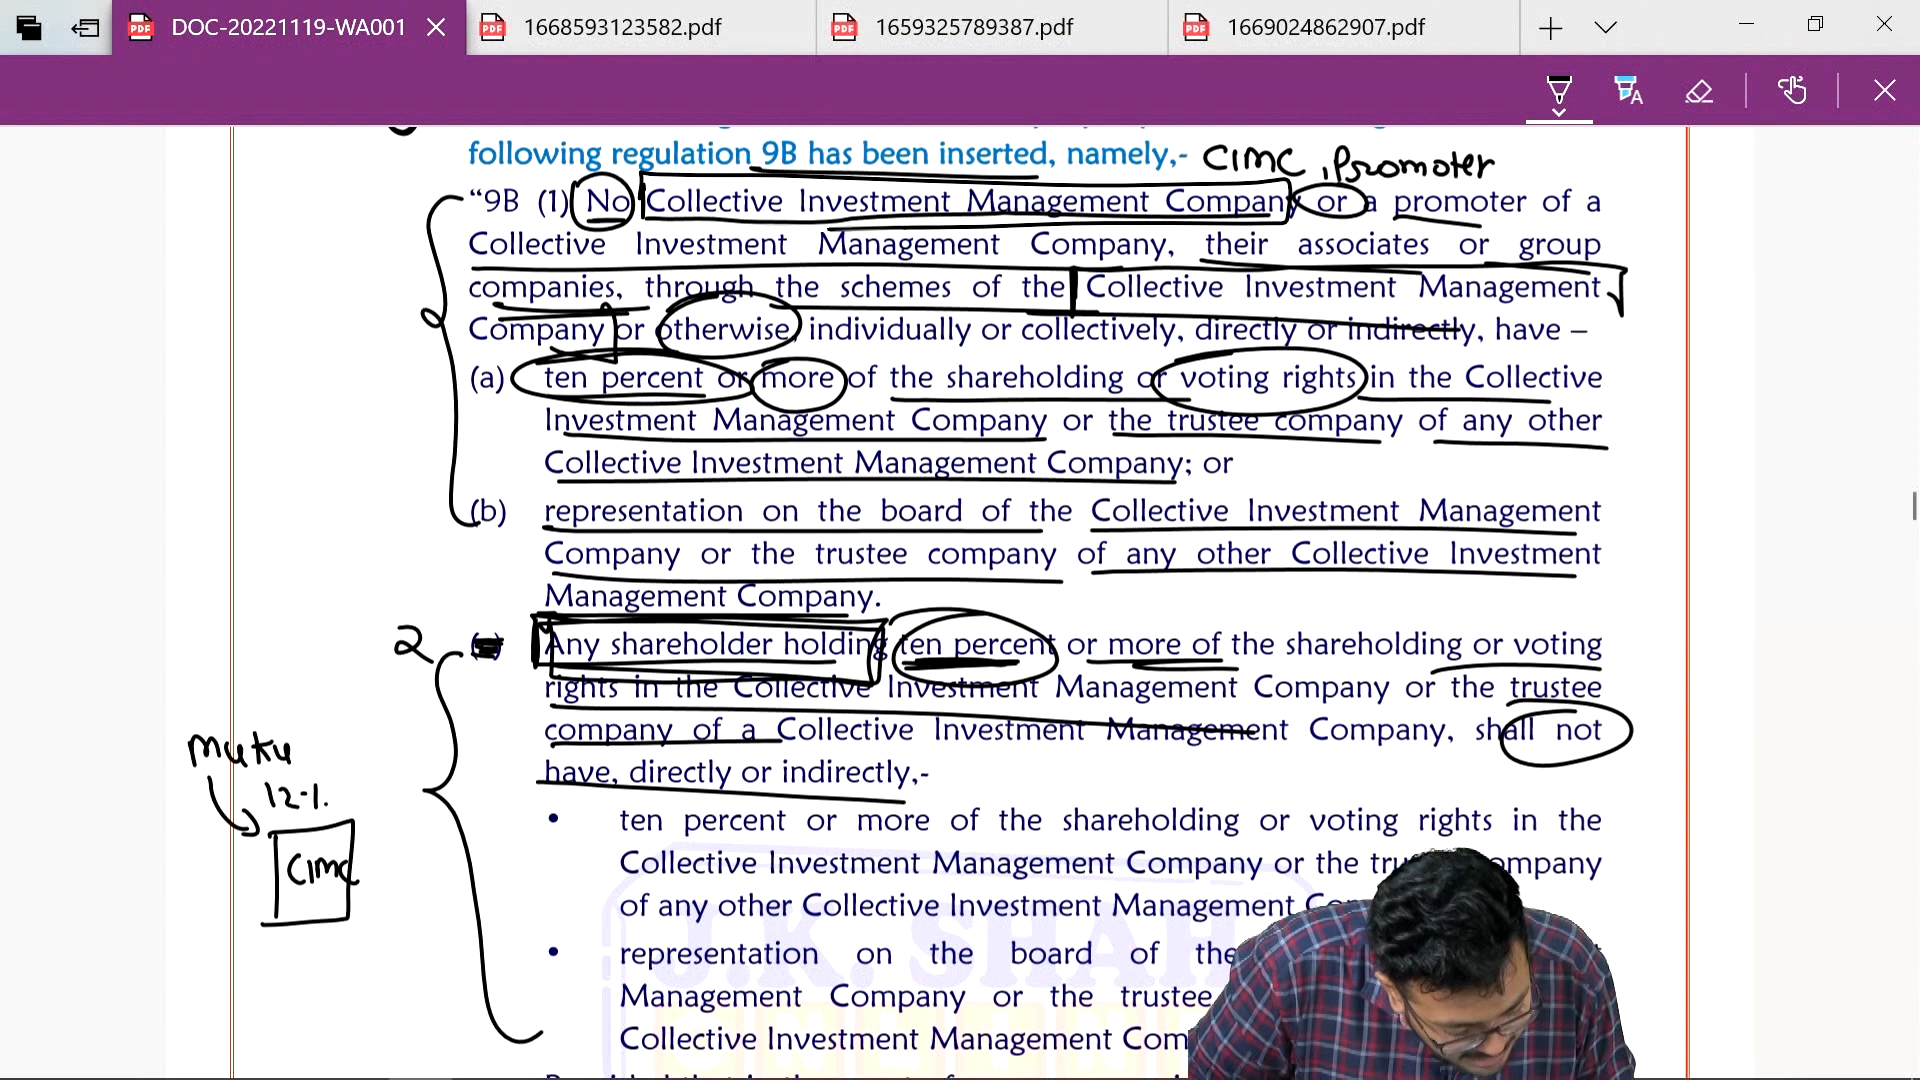 DOC-20221119-WA001
1668593123582.pdf
1659325789387.pdf
1669024862907.pdf
following regulation 9B has been inserted, namely,- CIMC, Promoter
“9B (1) No Collective Investment Management Company or a promoter of a
Collective Investment Management Company, their associates or group
companies, through the schemes of the Collective Investment Management
Company or otherwise, individually or collectively, directly or indirectly, have –
(a) ten percent or more of the shareholding or voting rights in the Collective
Investment Management Company or the trustee company of any other
Collective Investment Management Company; or
(b) representation on the board of the Collective Investment Management
Company or the trustee company of any other Collective Investment
Management Company.
2 Any shareholder holding ten percent or more of the shareholding or voting
rights in the Collective Investment Management Company or the trustee
company of a Collective Investment Management Company, shall not
have, directly or indirectly,-
muku
12%
CIMC
• ten percent or more of the shareholding or voting rights in the
Collective Investment Management Company or the company
of any other Collective Investment Management
• representation on the board of the
Management Company or the trustee
Collective Investment Management
J.K. SHAH